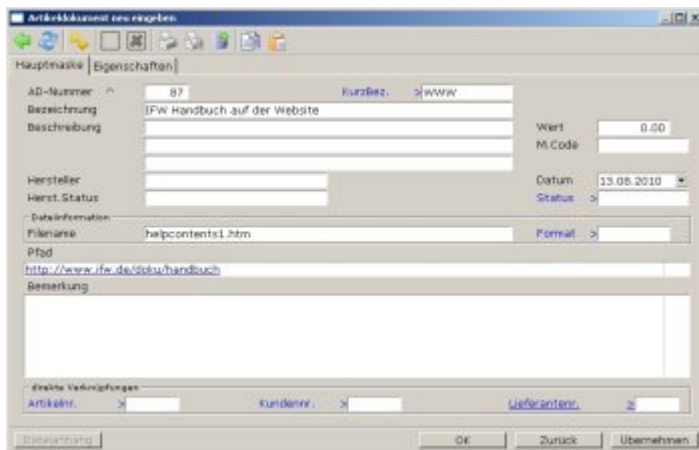 Artikeldokument neu eingeben
Hauptmaske Eigenschaften
AD-Nummer ^ 87 KurzBez. >WWW
Bezeichnung IFW Handbuch auf der Website
Beschreibung Wert 0.00
M.Code
Hersteller Datum 13.08.2010
Herst.Status Status >
Dateiinformation
Filename helpcontents1.htm Format >
Pfad
http://www.ifw.de/doku/handbuch
Bemerkung
direkte Verknüpfungen
Artikelnr. > Kundennr. > Lieferantennr. >
Dateianhang OK Zurück Übernehmen